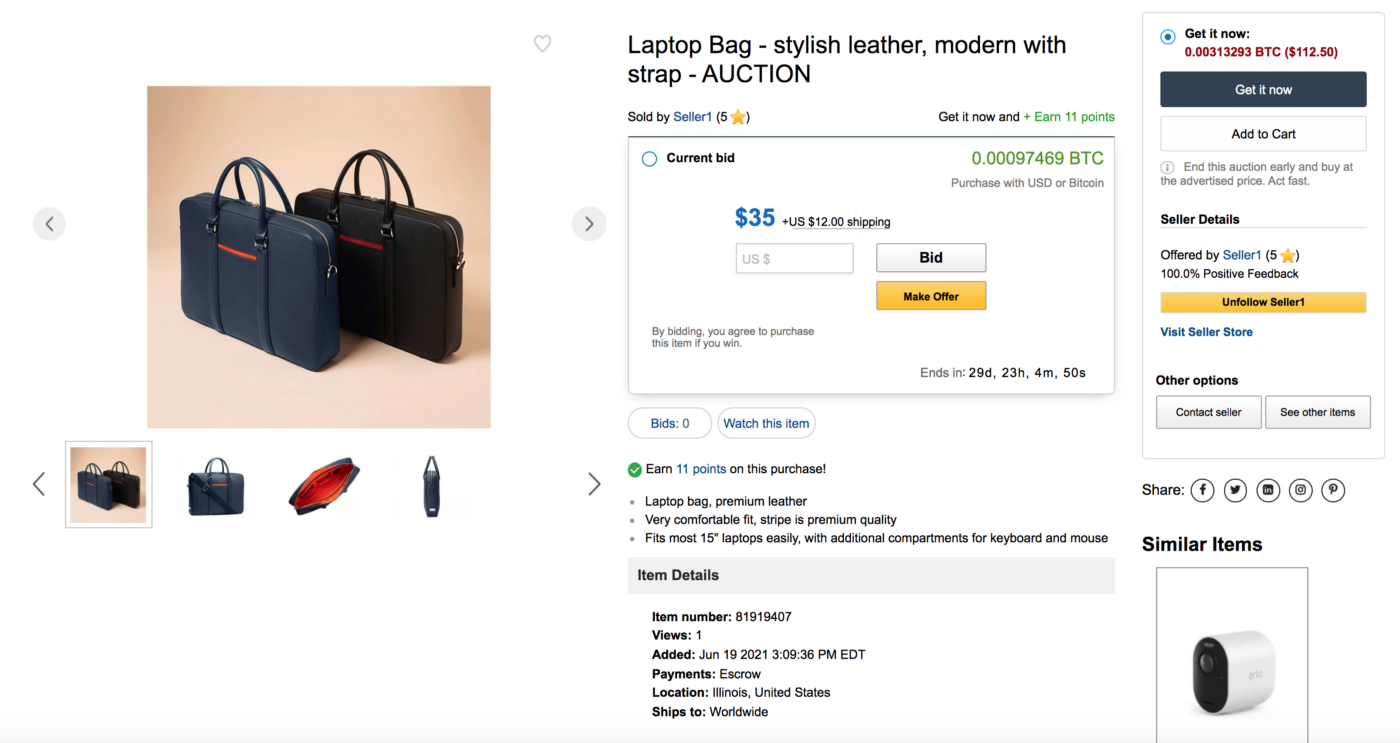 Laptop Bag - stylish leather, modern with
strap - AUCTION
Sold by Seller1 (5 ⭐)
Get it now and + Earn 11 points
Current bid
0.00097469 BTC
Purchase with USD or Bitcoin
$35 +US $12.00 shipping
US $
Bid
Make Offer
By bidding, you agree to purchase
this item if you win.
Ends in: 29d, 23h, 4m, 50s
Bids: 0
Watch this item
Earn 11 points on this purchase!
• Laptop bag, premium leather
• Very comfortable fit, stripe is premium quality
• Fits most 15" laptops easily, with additional compartments for keyboard and mouse
Item Details
Item number: 81919407
Views: 1
Added: Jun 19 2021 3:09:36 PM EDT
Payments: Escrow
Location: Illinois, United States
Ships to: Worldwide
Get it now:
0.00313293 BTC ($112.50)
Get it now
Add to Cart
End this auction early and buy at
the advertised price. Act fast.
Seller Details
Offered by Seller1 (5 ⭐)
100.0% Positive Feedback
Unfollow Seller1
Visit Seller Store
Other options
Contact seller
See other items
Share:
Similar Items
arlo